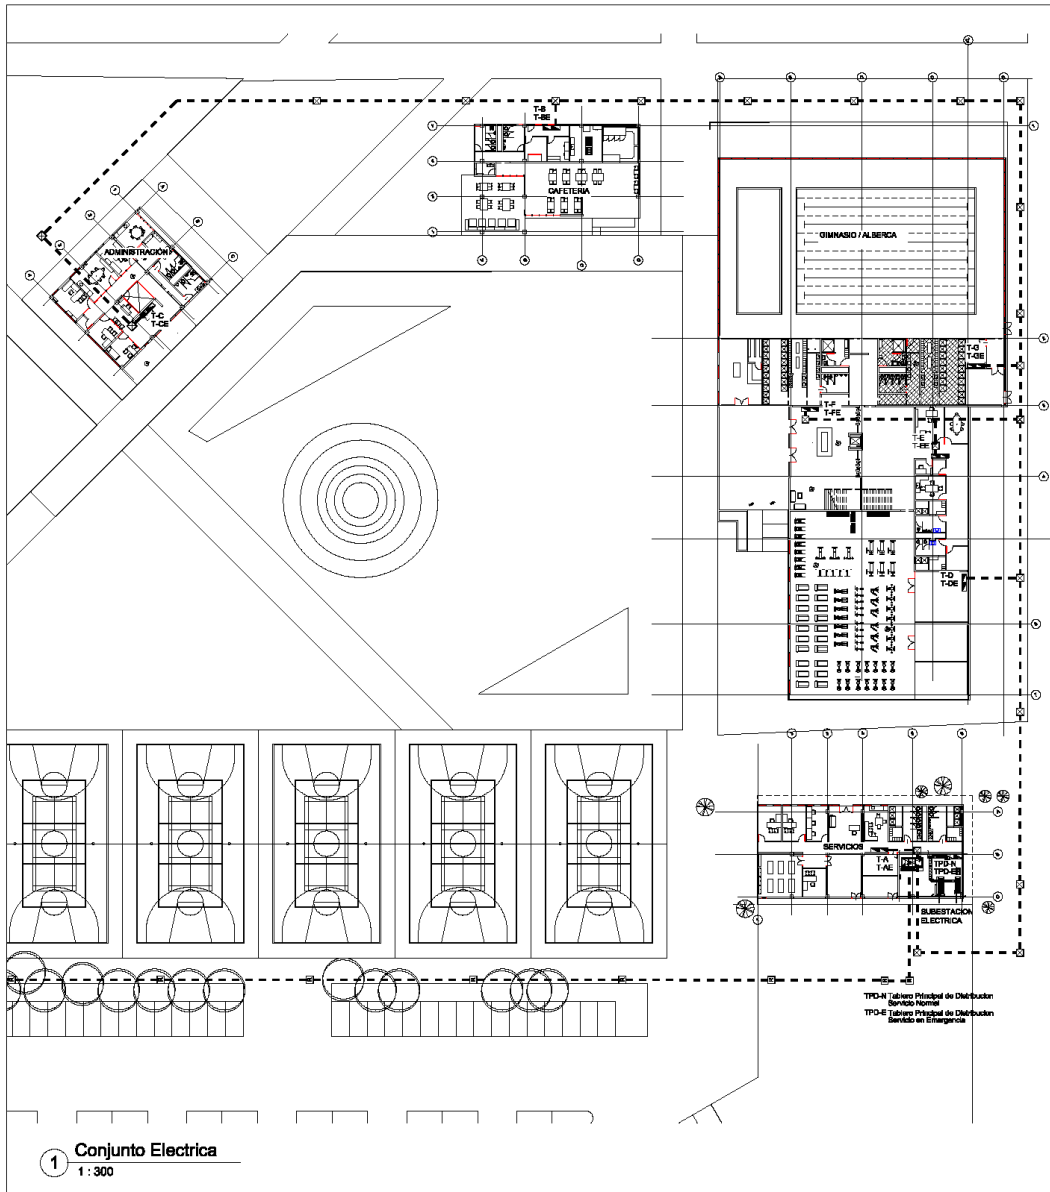 T-B
T-BE
CAFETERIA
ADMINISTRACIÓN
T-C
T-CE
GIMNASIO / ALBERCA
T-G
T-GE
T-F
T-FE
T-E
T-EE
T-D
T-DE
SERVICIOS
T-A
T-AE
TPD-N
TPD-EN
SUBESTACION
ELECTRICA
TPD-N Tablero Principal de Distribucion
Servicio Normal
TPD-E Tablero Principal de Distribucion
Servicio en Emergencia
1
Conjunto Electrica
1 : 300